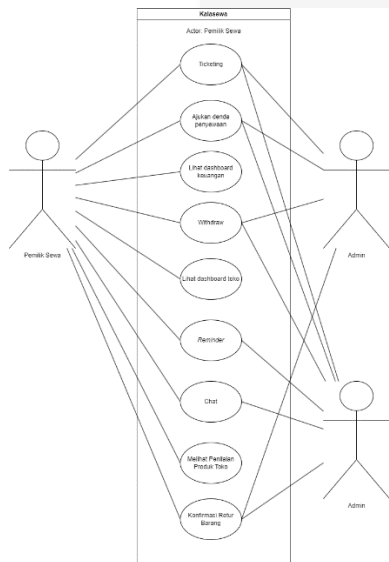 Kalasewa
Actor: Pemilik Sewa
Ticketing
Ajukan denda
penyewaan
Lihat dashboard
keuangan
Withdraw
Pemilik Sewa
Admin
Lihat dashboard toko
Reminder
Chat
Melihat Penilaian
Produk Toko
Admin
Konfirmasi Retur
Barang